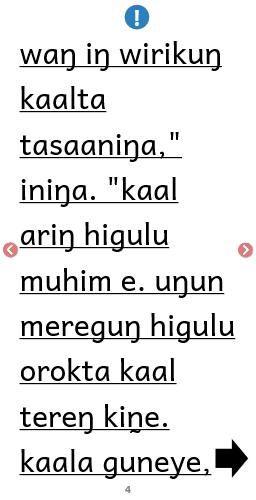 waŋ iŋ wirikuŋ
kaalta
tasaaniŋa,"
iniŋa. "kaal
ariŋ higulu
muhim e. uŋun
mereguŋ higulu
orokta kaal
tereŋ kiɲe.
kaala guneye,
4